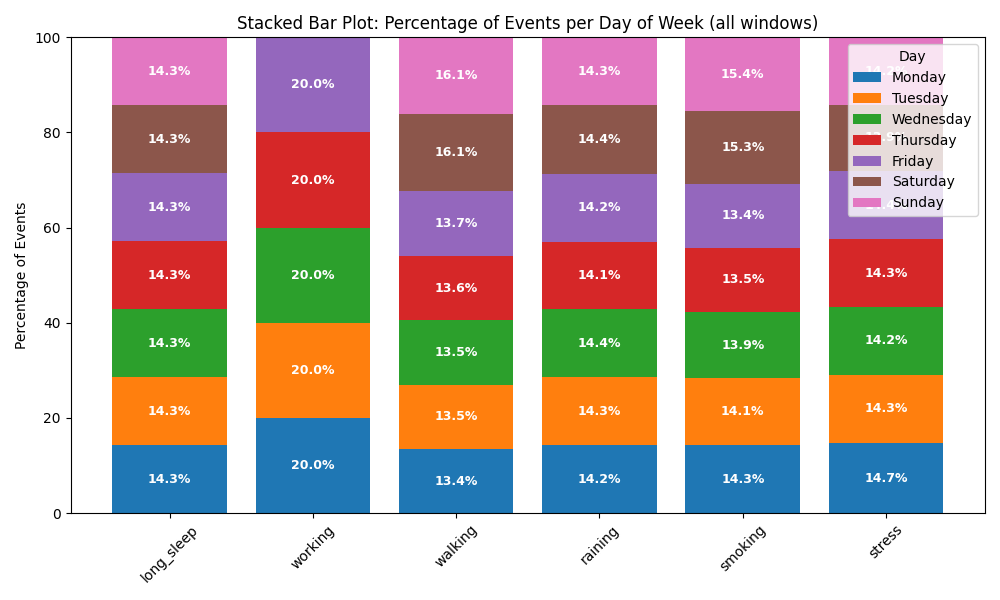 Stacked Bar Plot: Percentage of Events per Day of Week (all windows)
Percentage of Events
100
80
60
40
20
0
14.3% 20.0% 16.1% 14.3% 15.4% 14.2%
14.3% 16.1% 14.4% 15.3%
14.3% 20.0% 13.7% 14.2% 13.4%
14.3% 20.0% 13.6% 14.1% 13.5% 14.3%
14.3% 20.0% 13.5% 14.4% 13.9% 14.2%
14.3% 20.0% 13.5% 14.3% 14.1% 14.3%
14.3% 20.0% 13.4% 14.2% 14.3% 14.7%
long_sleep working walking raining smoking stress
Day
Monday
Tuesday
Wednesday
Thursday
Friday
Saturday
Sunday